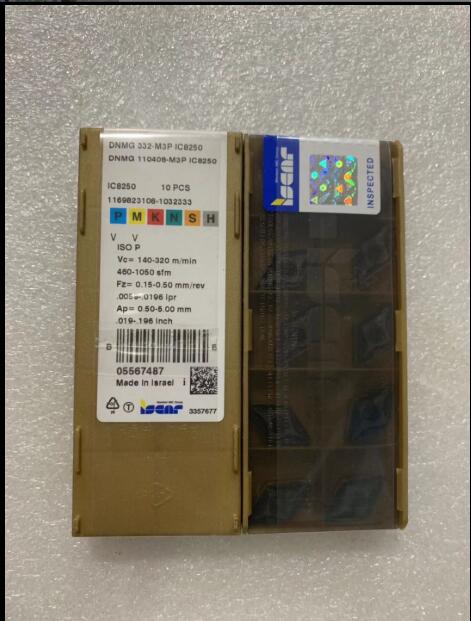 DNMG 332-M3P IC8250
DNMG 110408-M3P IC8250
IC8250 10 PCS
1169823106-1032333
P M K N S H
V V
ISO P
Vc= 140-320 m/min
460-1050 sfm
Fz= 0.15-0.50 mm/rev
.0059-.0196 ipr
Ap= 0.50-5.00 mm
.019-.196 inch
05567487
Made in Israel i
iscar
3357677
iscar
INSPECTED